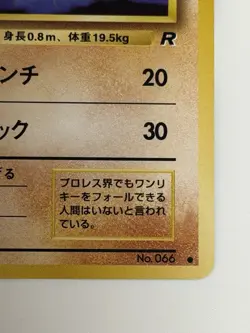 身長0.8m、体重19.5kg
R
ンチ 20
ック 30
る
プロレス界でもワンリ
キーをフォールできる
人間はいないと言われ
ている。
No. 066 ●